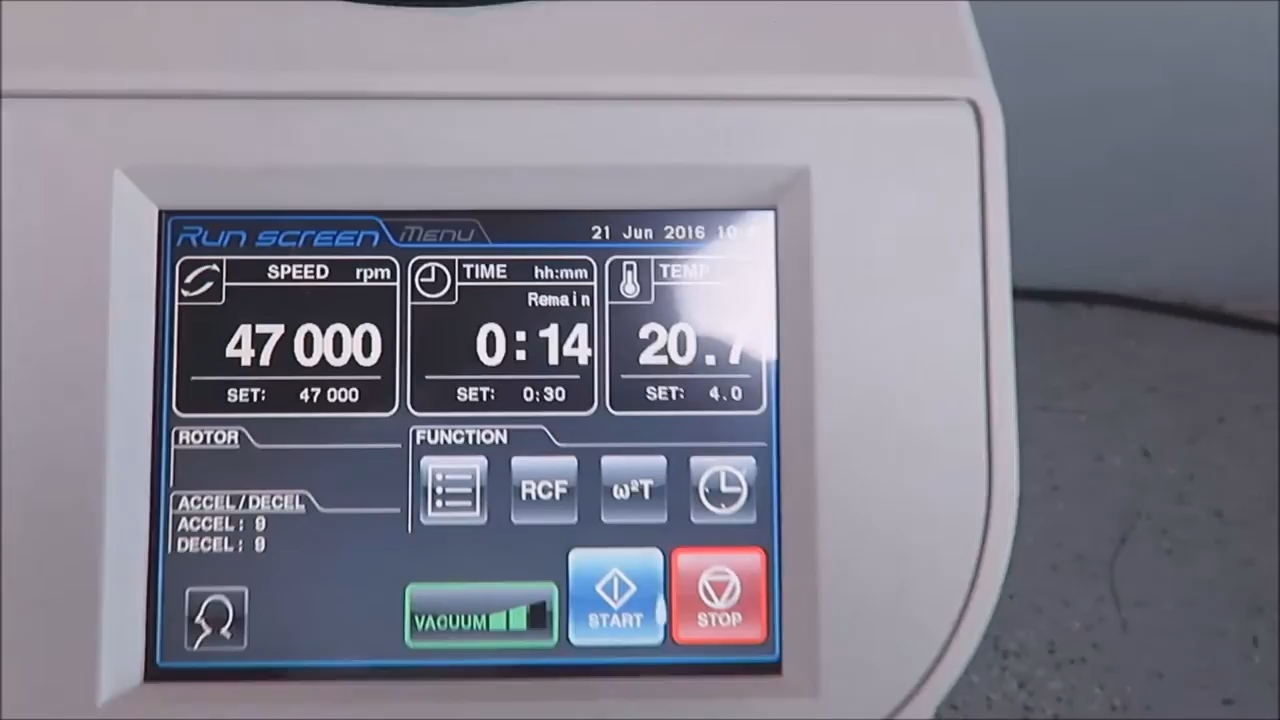 Run screen Menu 21 Jun 2016
SPEED rpm
47 000
SET: 47 000
TIME hh:mm
Remain
0:14
SET: 0:30
TEMP
20.7
SET: 4.0
ROTOR
ACCEL/DECEL
ACCEL: 9
DECEL: 9
FUNCTION
RCF
ω²T
VACUUM
START
STOP